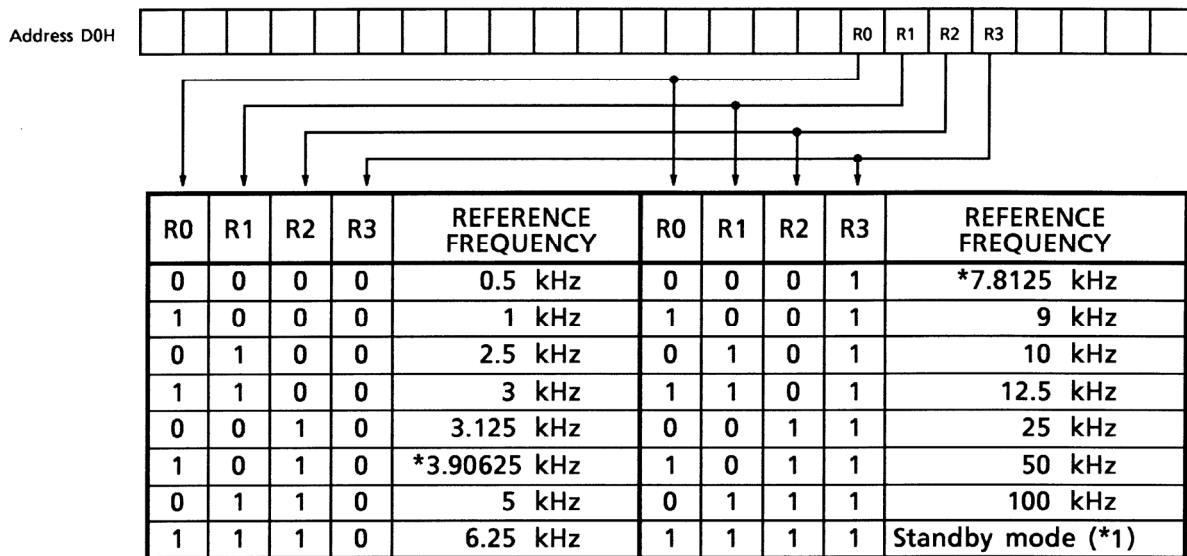 Address D0H R0 R1 R2 R3
R0 R1 R2 R3 REFERENCE FREQUENCY R0 R1 R2 R3 REFERENCE FREQUENCY
0 0 0 0 0.5 kHz 0 0 0 1 *7.8125 kHz
1 0 0 0 1 kHz 1 0 0 1 9 kHz
0 1 0 0 2.5 kHz 0 1 0 1 10 kHz
1 1 0 0 3 kHz 1 1 0 1 12.5 kHz
0 0 1 0 3.125 kHz 0 0 1 1 25 kHz
1 0 1 0 *3.90625 kHz 1 0 1 1 50 kHz
0 1 1 0 5 kHz 0 1 1 1 100 kHz
1 1 1 0 6.25 kHz 1 1 1 1 Standby mode (*1)